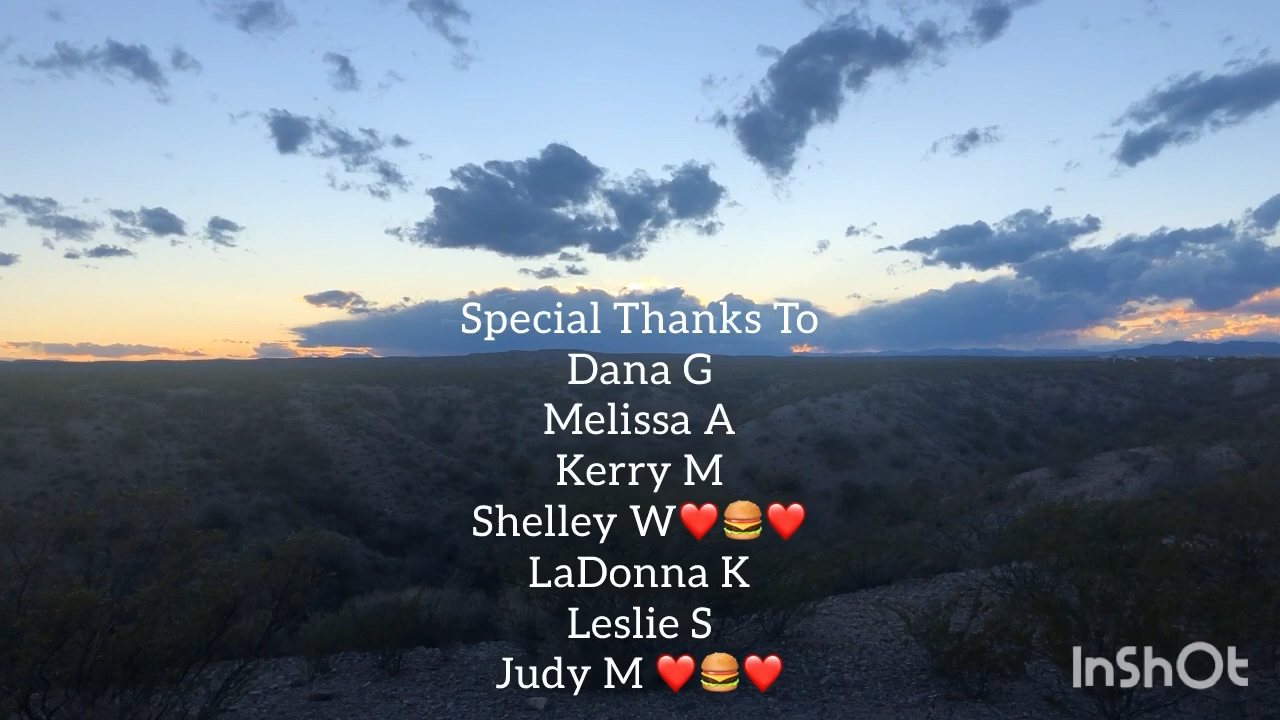 Special Thanks To
Dana G
Melissa A
Kerry M
Shelley W❤️🍔❤️
LaDonna K
Leslie S
Judy M ❤️🍔❤️
InShOt